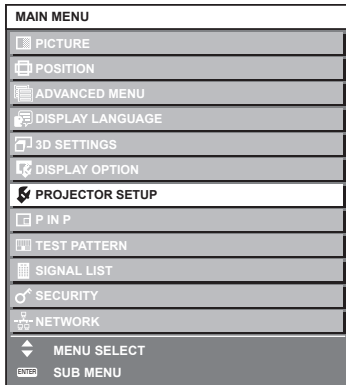 MAIN MENU
PICTURE
POSITION
ADVANCED MENU
DISPLAY LANGUAGE
3D SETTINGS
DISPLAY OPTION
PROJECTOR SETUP
P IN P
TEST PATTERN
SIGNAL LIST
SECURITY
NETWORK
MENU SELECT
ENTER SUB MENU